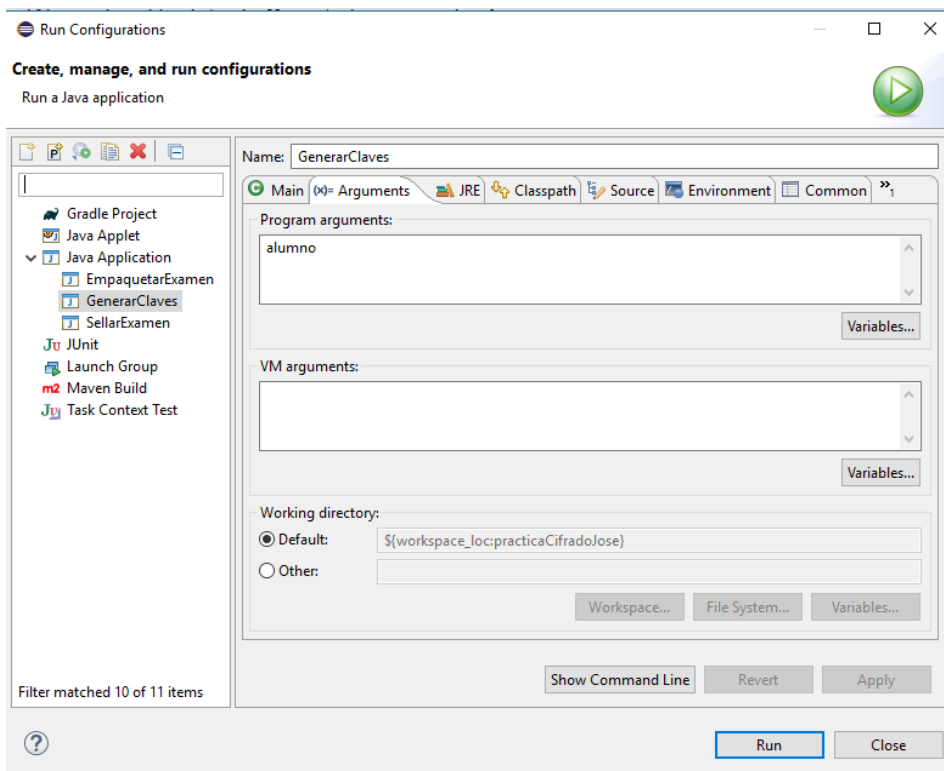 Run Configurations
Create, manage, and run configurations
Run a Java application
Name: GenerarClaves
Main (x)= Arguments JRE Classpath Source Environment Common »1
Program arguments:
alumno
Variables...
VM arguments:
Variables...
Working directory:
Default: ${workspace_loc:practicaCifradoJose}
Other:
Workspace... File System... Variables...
Gradle Project
Java Applet
Java Application
EmpaquetarExamen
GenerarClaves
SellarExamen
JUnit
Launch Group
m2 Maven Build
Task Context Test
Filter matched 10 of 11 items
Show Command Line Revert Apply
Run Close